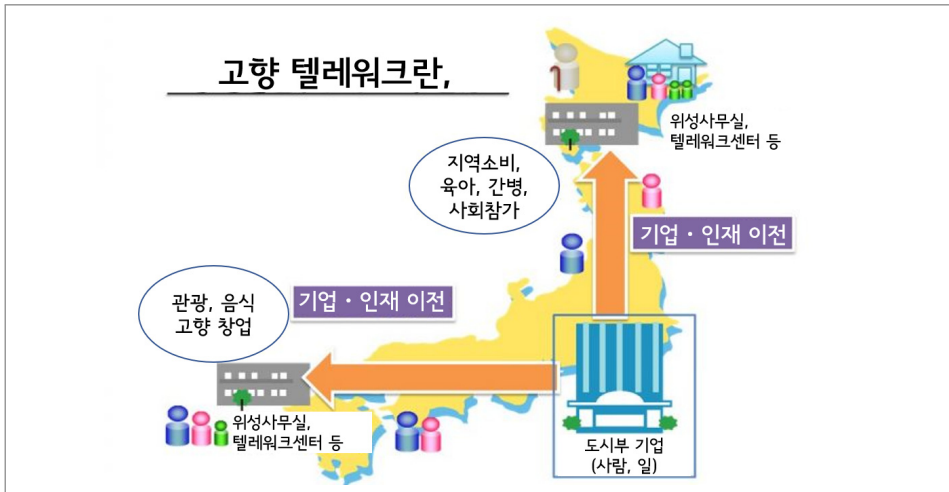 고향 텔레워크란,
위성사무실,
텔레워크센터 등
지역소비,
육아, 간병,
사회참가
기업・인재 이전
관광, 음식
고향 창업
기업・인재 이전
위성사무실,
텔레워크센터 등
도시부 기업
(사람, 일)